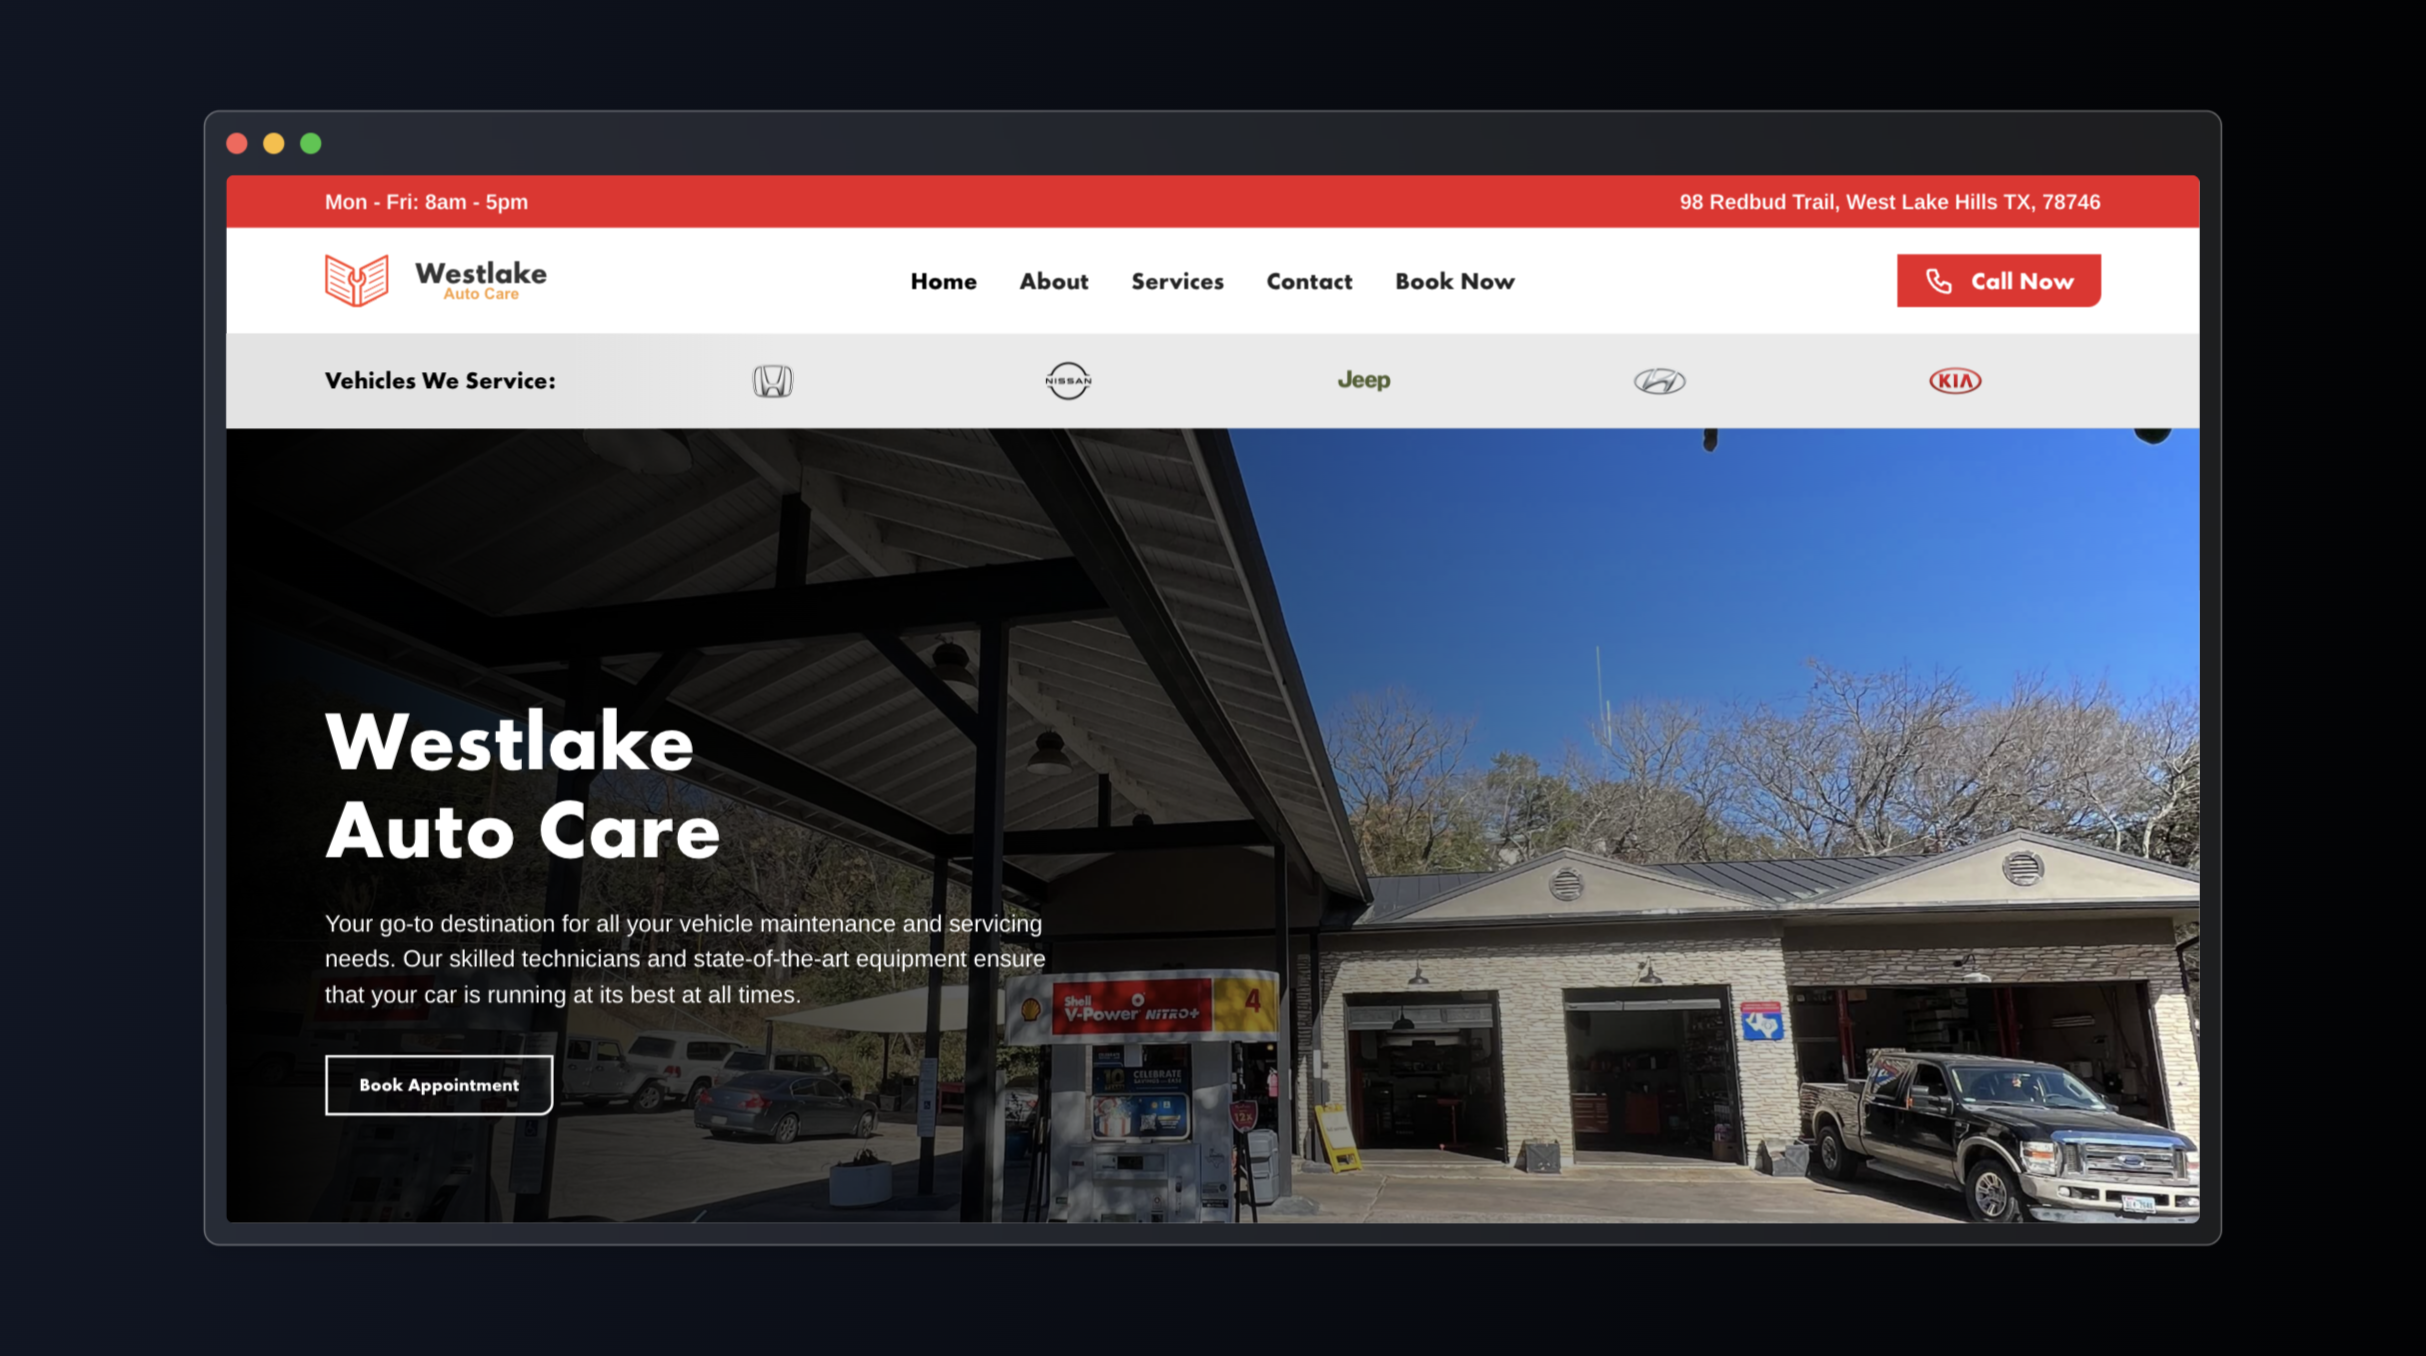 Mon - Fri: 8am - 5pm
98 Redbud Trail, West Lake Hills TX, 78746
Westlake
Auto Care
Home
About
Services
Contact
Book Now
Call Now
Vehicles We Service:
NISSAN
Jeep
KIA
Westlake
Auto Care
Your go-to destination for all your vehicle maintenance and servicing
needs. Our skilled technicians and state-of-the-art equipment ensure
that your car is running at its best at all times.
Book Appointment
Shell
V-Power NiTRO+
4
CELEBRATE